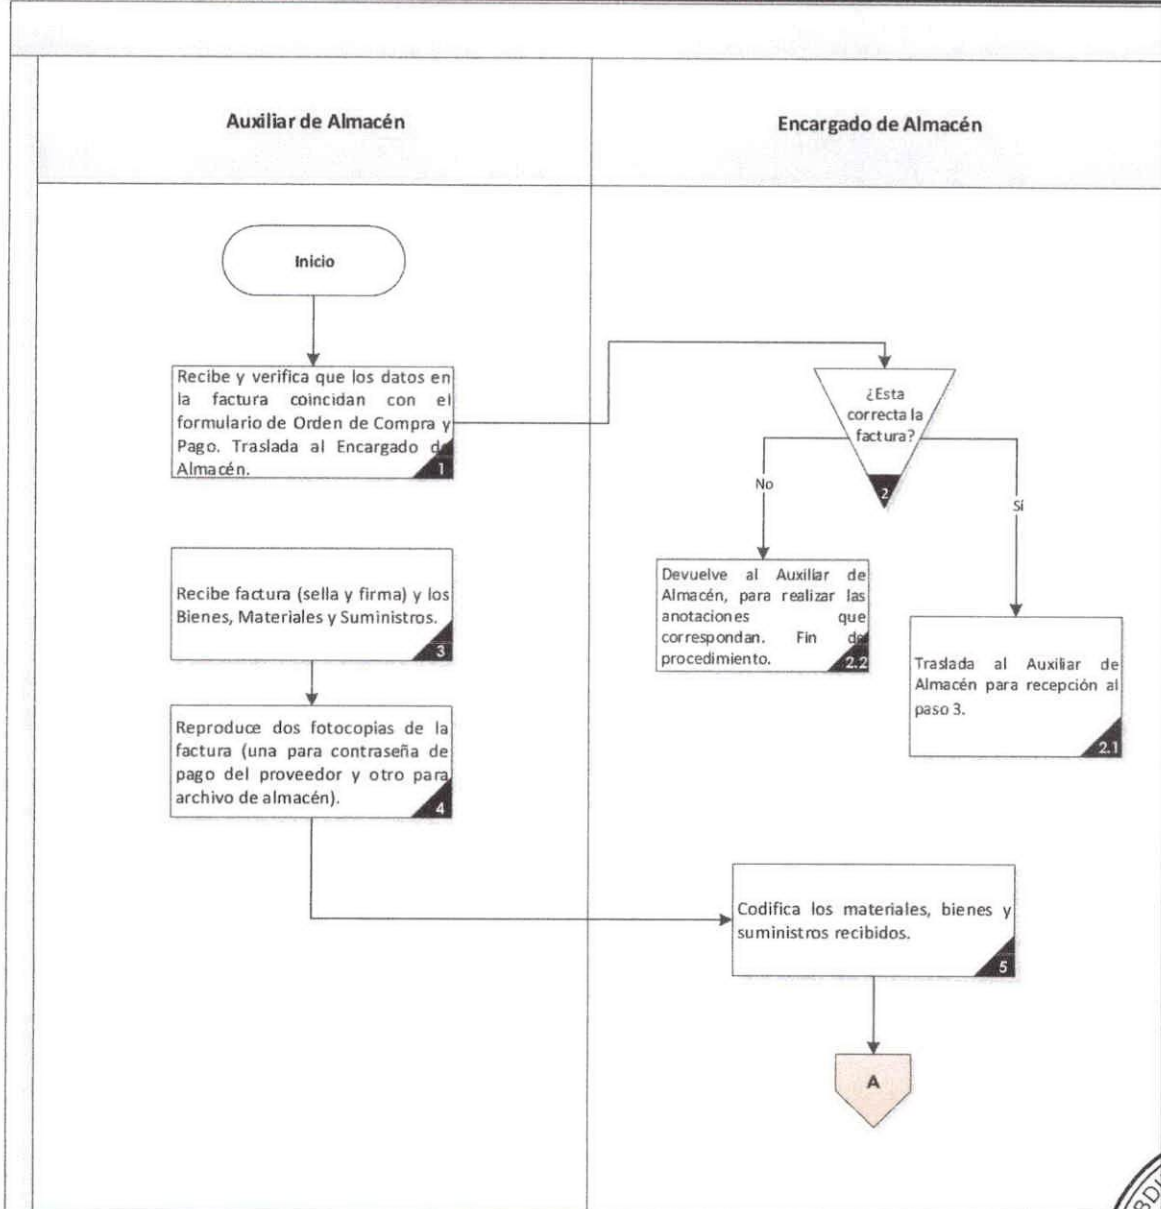 Auxiliar de Almacén
Encargado de Almacén
Inicio
Recibe y verifica que los datos en
la factura coincidan con el
formulario de Orden de Compra y
Pago. Traslada al Encargado de
Almacén.
1
¿Esta
correcta la
factura?
2
No
Sí
Devuelve al Auxiliar de
Almacén, para realizar las
anotaciones que
correspondan. Fin de
procedimiento.
2.2
Traslada al Auxiliar de
Almacén para recepción al
paso 3.
2.1
Recibe factura (sella y firma) y los
Bienes, Materiales y Suministros.
3
Reproduce dos fotocopias de la
factura (una para contraseña de
pago del proveedor y otro para
archivo de almacén).
4
Codifica los materiales, bienes y
suministros recibidos.
5
A